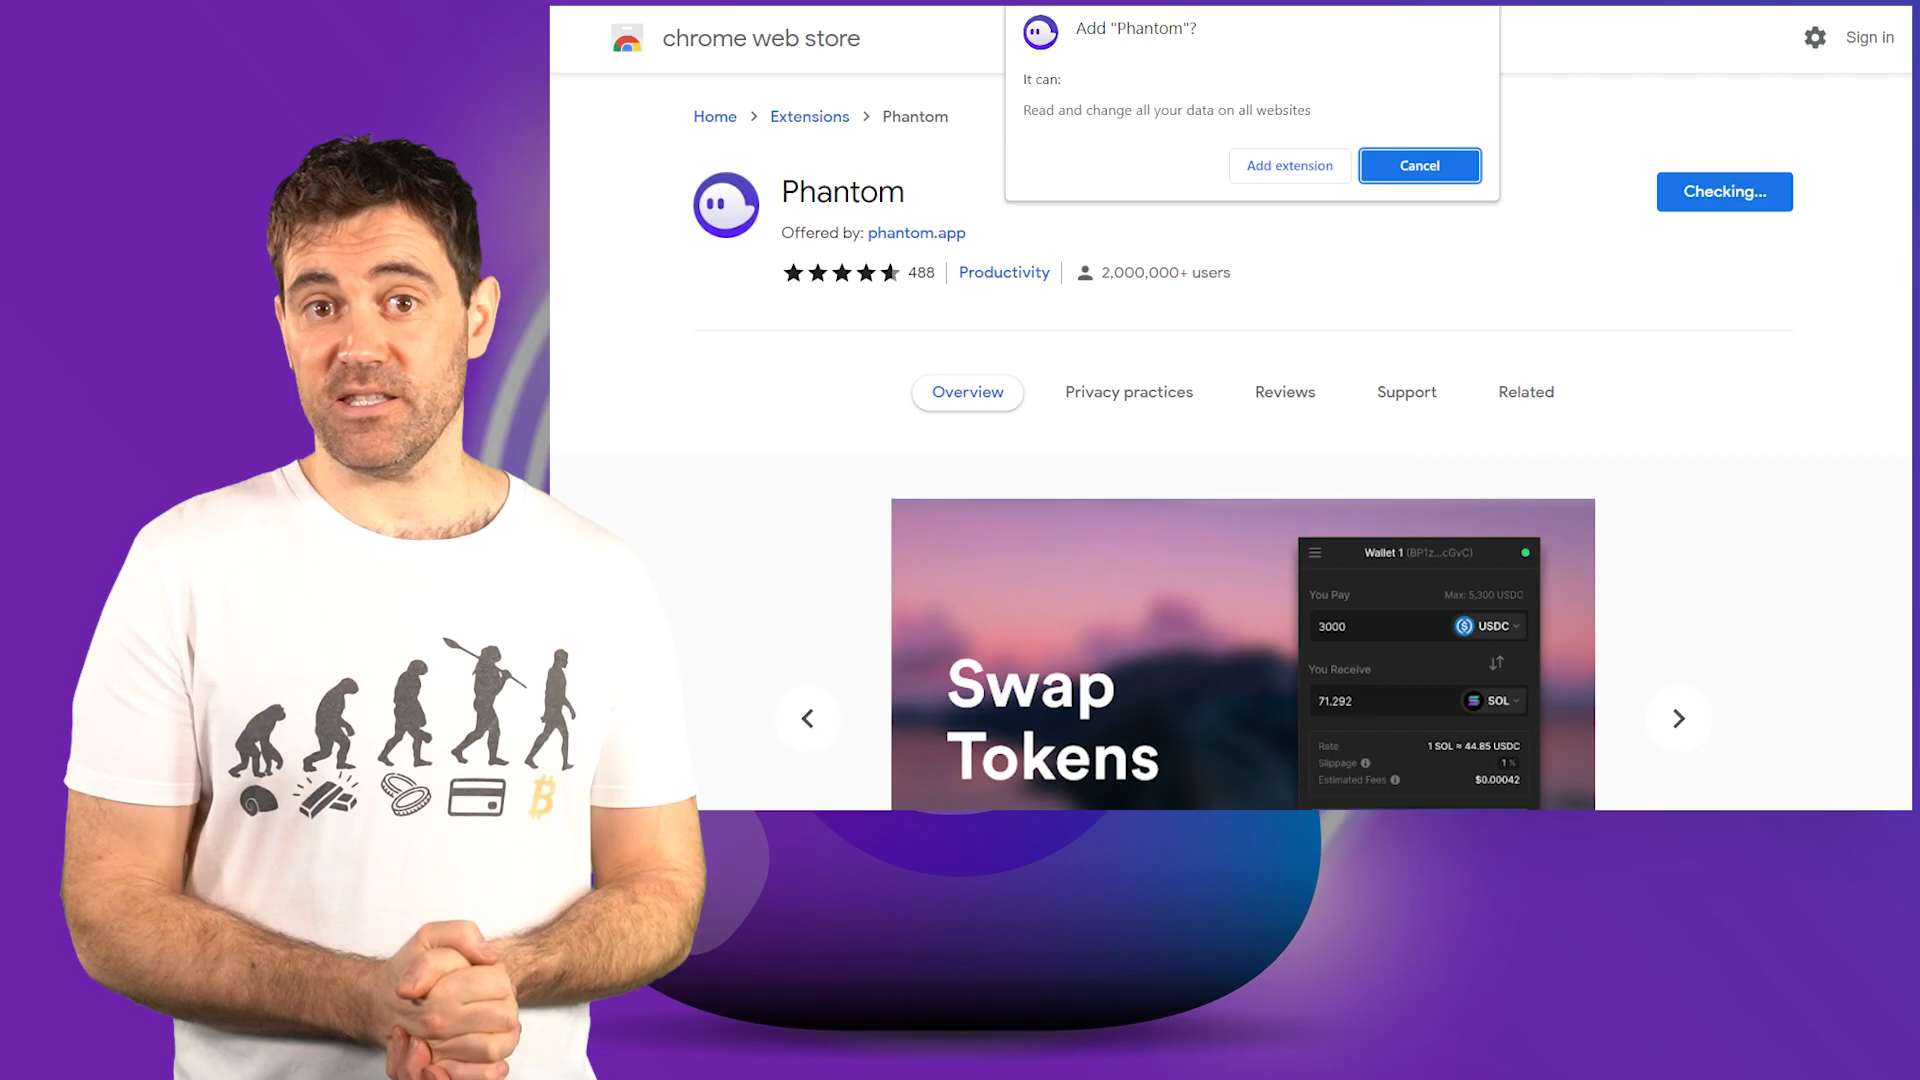 chrome web store
Add "Phantom"?
It can:
Read and change all your data on all websites
Add extension
Cancel
Sign in
Home > Extensions > Phantom
Phantom
Offered by: phantom.app
488
Productivity
2,000,000+ users
Checking...
Overview
Privacy practices
Reviews
Support
Related
Swap
Tokens
Wallet 1 (BP1z...cGvC)
You Pay
Max: 5,300 USDC
3000
USDC
You Receive
71.292
SOL
Rate
1 SOL ≈ 44.85 USDC
Slippage
1 %
Estimated Fees
$0.00042